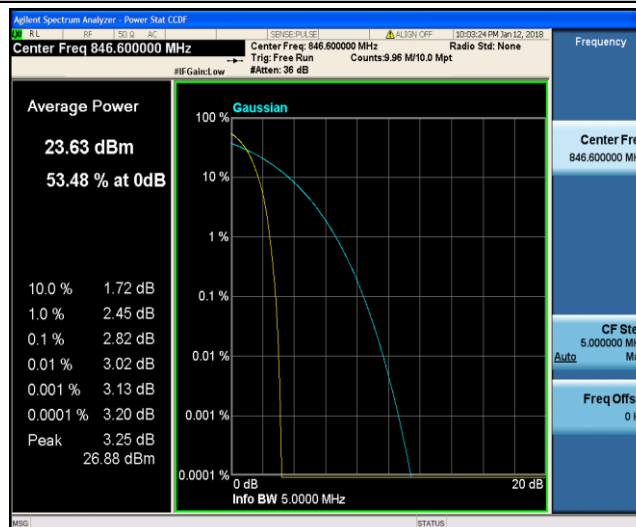 Agilent Spectrum Analyzer - Power Stat CCDF
RL RF 50 Ω AC SENSE:PULSE ALIGN OFF 10:03:24 PM Jan 12, 2018
Center Freq 846.600000 MHz
Center Freq: 846.600000 MHz Radio Std: None
Trig: Free Run Counts:9.96 M/10.0 Mpt
#IFGain:Low #Atten: 36 dB
Frequency
Average Power
23.63 dBm
53.48 % at 0dB
10.0 % 1.72 dB
1.0 % 2.45 dB
0.1 % 2.82 dB
0.01 % 3.02 dB
0.001 % 3.13 dB
0.0001 % 3.20 dB
Peak 3.25 dB
26.88 dBm
Gaussian
100 %
10 %
1 %
0.1 %
0.01 %
0.001 %
0.0001 %
0 dB 20 dB
Info BW 5.0000 MHz
Center Fre
846.600000 MH
CF Ste
5.000000 MH
Auto Ma
Freq Offs
0 H
MSG STATUS